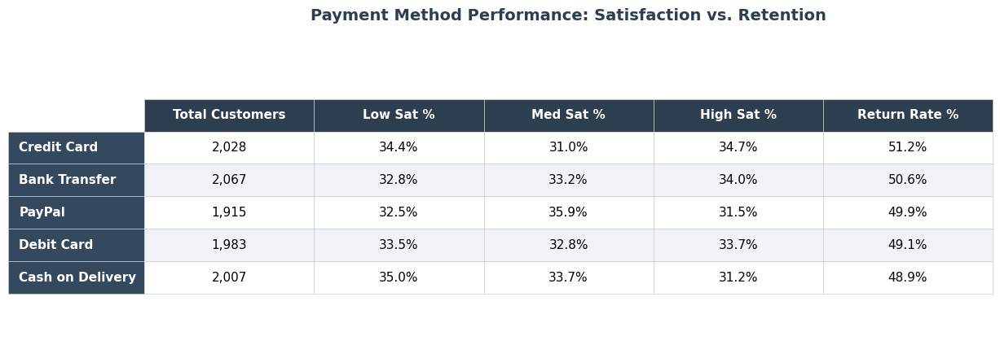 Payment Method Performance: Satisfaction vs. Retention
Total Customers Low Sat % Med Sat % High Sat % Return Rate %
Credit Card 2,028 34.4% 31.0% 34.7% 51.2%
Bank Transfer 2,067 32.8% 33.2% 34.0% 50.6%
PayPal 1,915 32.5% 35.9% 31.5% 49.9%
Debit Card 1,983 33.5% 32.8% 33.7% 49.1%
Cash on Delivery 2,007 35.0% 33.7% 31.2% 48.9%